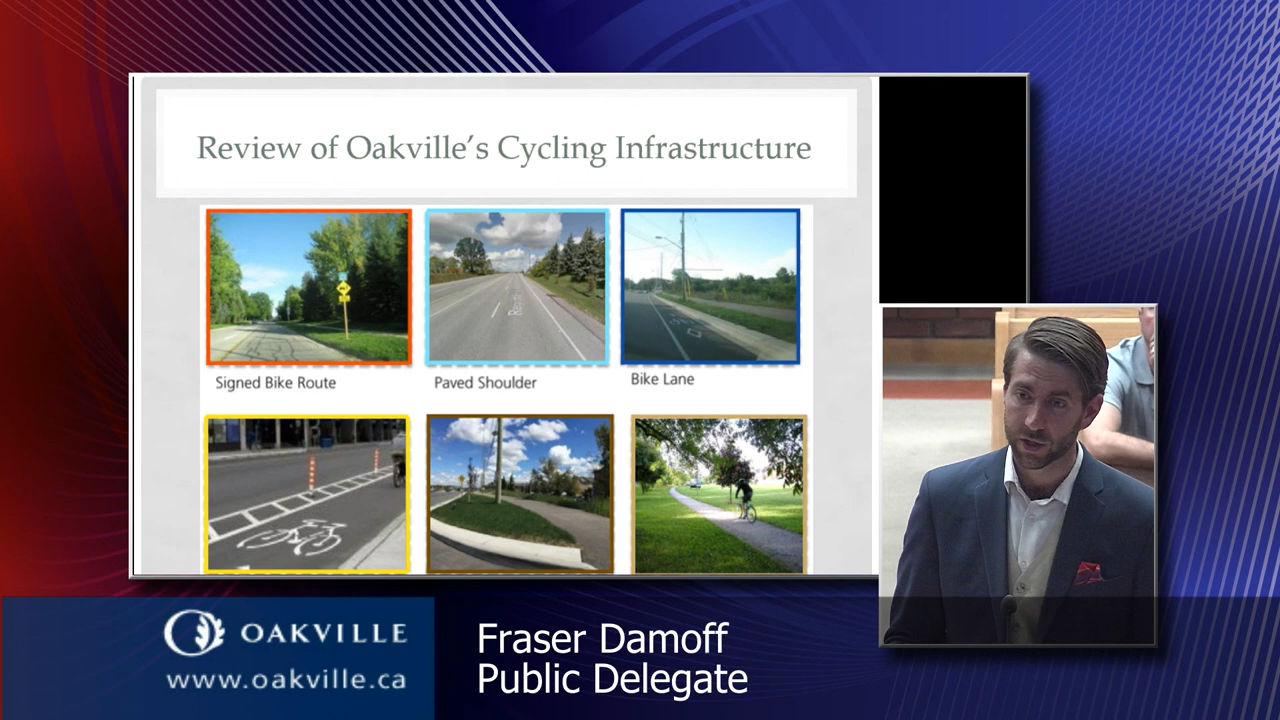 Review of Oakville's Cycling Infrastructure
Signed Bike Route
Paved Shoulder
Bike Lane
OAKVILLE
www.oakville.ca
Fraser Damoff
Public Delegate